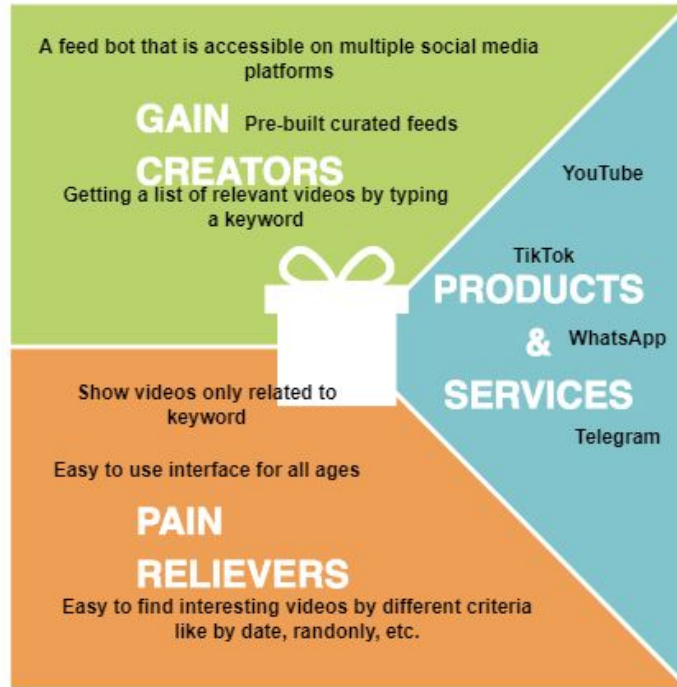 A feed bot that is accessible on multiple social media
platforms
GAIN Pre-built curated feeds
CREATORS
Getting a list of relevant videos by typing
a keyword
YouTube
TikTok
PRODUCTS
& WhatsApp
SERVICES
Telegram
Show videos only related to
keyword
Easy to use interface for all ages
PAIN
RELIEVERS
Easy to find interesting videos by different criteria
like by date, randonly, etc.